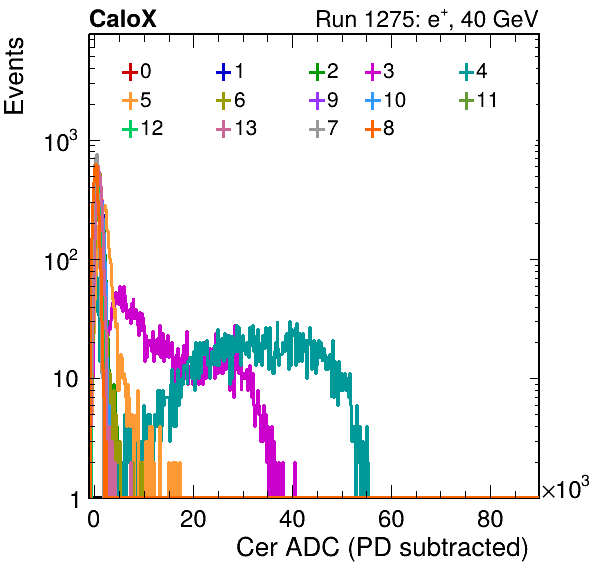 CaloX Run 1275: e⁺, 40 GeV
Events
0 1 2 3 4
5 6 9 10 11
12 13 7 8
10³
10²
10
1
0 20 40 60 80 ×10³
Cer ADC (PD subtracted)